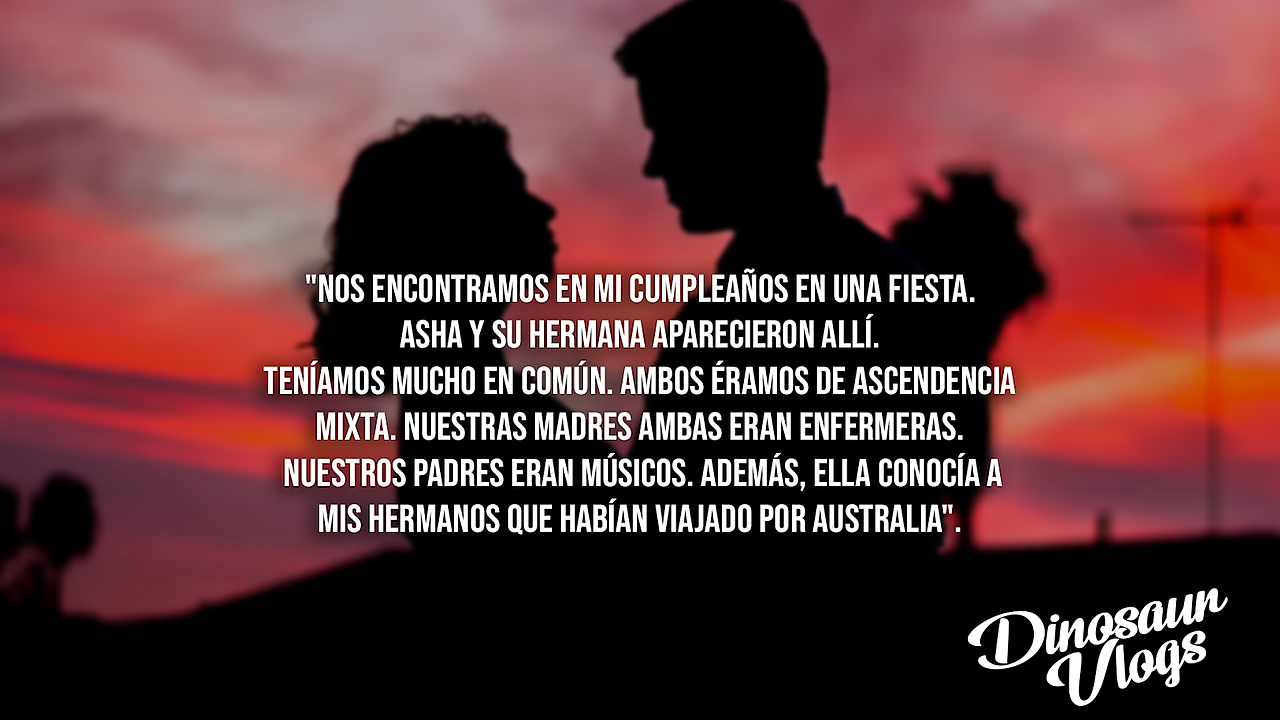 "NOS ENCONTRAMOS EN MI CUMPLEAÑOS EN UNA FIESTA.
ASHA Y SU HERMANA APARECIERON ALLÍ.
TENÍAMOS MUCHO EN COMÚN. AMBOS ÉRAMOS DE ASCENDENCIA
MIXTA. NUESTRAS MADRES AMBAS ERAN ENFERMERAS.
NUESTROS PADRES ERAN MÚSICOS. ADEMÁS, ELLA CONOCÍA A
MIS HERMANOS QUE HABÍAN VIAJADO POR AUSTRALIA".
Dinosaun
Vlogs